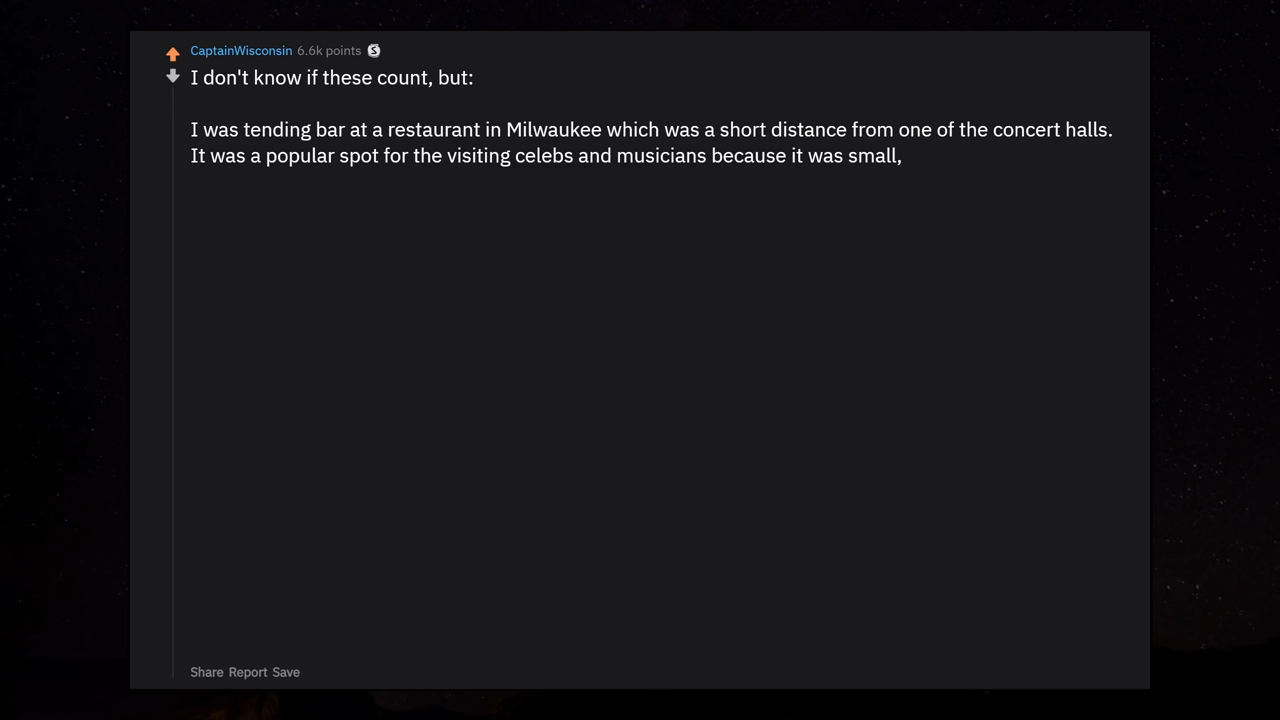 CaptainWisconsin 6.6k points
I don't know if these count, but:
I was tending bar at a restaurant in Milwaukee which was a short distance from one of the concert halls.
It was a popular spot for the visiting celebs and musicians because it was small,
Share Report Save